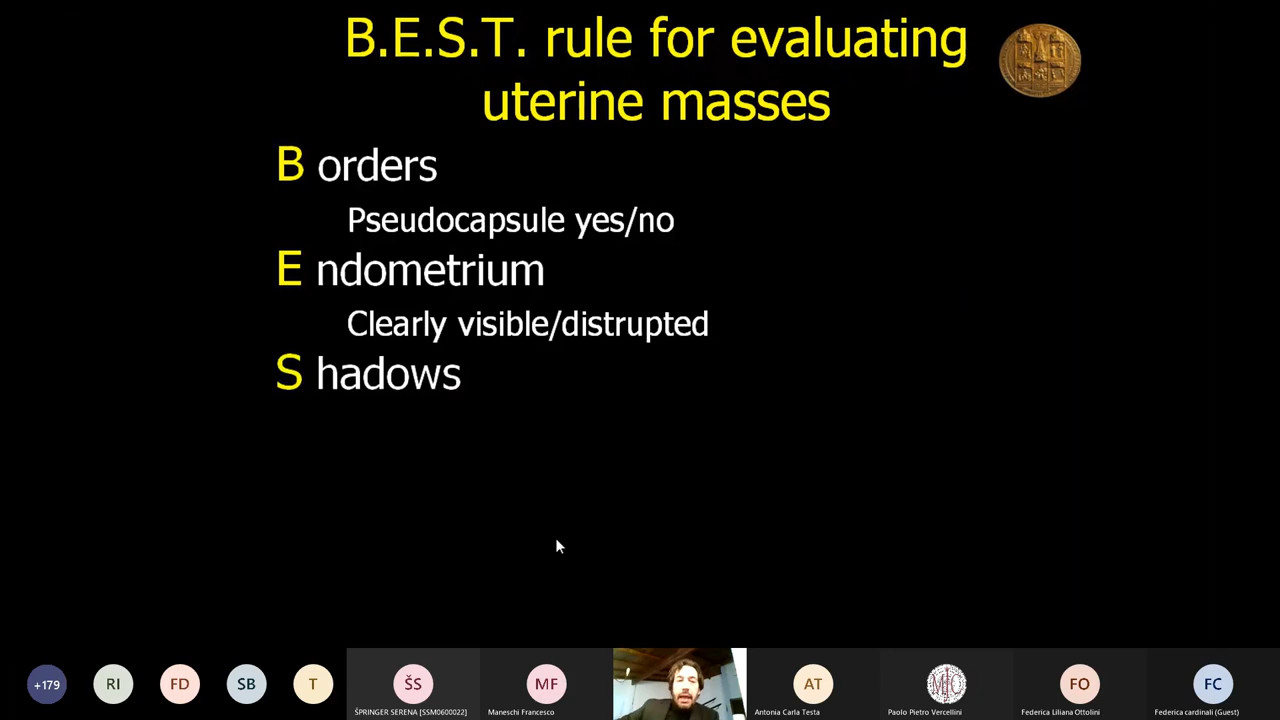 B.E.S.T. rule for evaluating
uterine masses
B orders
Pseudocapsule yes/no
E ndometrium
Clearly visible/distrupted
S hadows
+179
RI
FD
SB
T
ŠS
MF
AT
FO
FC
ŠPRINGER SERENA [SSM0600022]
Maneschi Francesco
Antonia Carla Testa
Paolo Pietro Vercellini
Federica Liliana Ottolini
Federica cardinali (Guest)